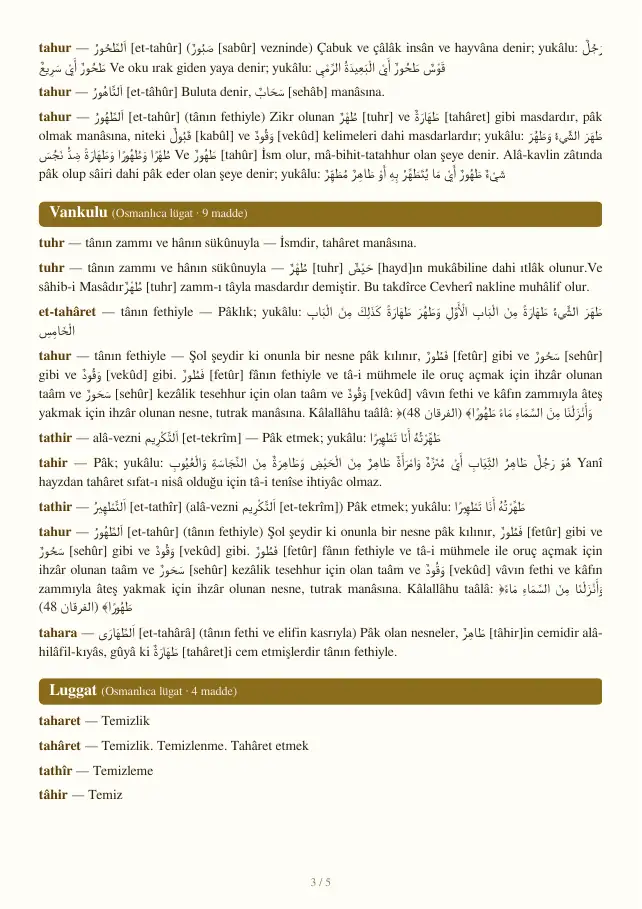 tahur — اَلطَّحُورُ [et-tahûr] (صَبُورٌ [sabûr] vezninde) Çabuk ve çâlâk insân ve hayvâna denir; yukâlu: رَجُلٌ
طَحُورٌ أَيْ سَرِيعٌ Ve oku ırak giden yaya denir; yukâlu: قَوْسٌ طَحُورٌ أَيْ الْبَعِيدَةُ الرَّمْيِ
tahur — اَلطَّاهُورُ [et-tâhûr] Buluta denir, سَحَابٌ [sehâb] manâsına.
tahur — اَلطَّهُورُ [et-tahûr] (tânın fethiyle) Zikr olunan طُهْرٌ [tuhr] ve طَهَارَةٌ [tahâret] gibi masdardır, pâk
olmak manâsına, niteki قَبُولٌ [kabûl] ve وَقُودٌ [vekûd] kelimeleri dahi masdarlardır; yukâlu: طَهَرَ الشَّيْءُ وَطَهُرَ
طُهْرًا وَطَهُورًا وَطَهَارَةً ضِدُّ نَجُسَ Ve طَهُورٌ [tahûr] İsm olur, mâ-bihit-tatahhur olan şeye denir. Alâ-kavlin zâtında
pâk olup sâiri dahi pâk eder olan şeye denir; yukâlu: شَيْءٌ طَهُورٌ أَيْ مَا يُتَطَهَّرُ بِهِ أَوْ طَاهِرٌ مُطَهِّرٌ
Vankulu (Osmanlıca lügat · 9 madde)
tuhr — tânın zammı ve hânın sükûnuyla — İsmdir, tahâret manâsına.
tuhr — tânın zammı ve hânın sükûnuyla — طُهْرٌ [tuhr] حَيْضٌ [hayd]ın mukâbiline dahi ıtlâk olunur.Ve
sâhib-i Masâdır طُهْرٌ [tuhr] zamm-ı tâyla masdardır demiştir. Bu takdîrce Cevherî nakline muhâlif olur.
et-tahâret — tânın fethiyle — Pâklık; yukâlu: طَهَرَ الشَّيْءُ طَهَارَةً مِنَ الْبَابِ الْأَوَّلِ وَطَهُرَ طَهَارَةً كَذَلِكَ مِنَ الْبَابِ
الْخَامِسِ
tahur — tânın fethiyle — Şol şeydir ki onunla bir nesne pâk kılınır, فَطُورٌ [fetûr] gibi ve سَحُورٌ [sehûr]
gibi ve وَقُودٌ [vekûd] gibi. فَطُورٌ [fetûr] fânın fethiyle ve tâ-i mühmele ile oruç açmak için ihzâr olunan
taâm ve سَحُورٌ [sehûr] kezâlik tesehhur için olan taâm ve وَقُودٌ [vekûd] vâvın fethi ve kâfın zammıyla âteş
yakmak için ihzâr olunan nesne, tutrak manâsına. Kâlallâhu taâlâ: ﴿وَأَنْزَلْنَا مِنَ السَّمَاءِ مَاءً طَهُورًا﴾ (الفرقان 48)
tathir — alâ-vezni اَلتَّكْرِيمِ [et-tekrîm] — Pâk etmek; yukâlu: طَهَّرْتُهُ أَنَا تَطْهِيرًا
tahir — Pâk; yukâlu: هُوَ رَجُلٌ طَاهِرُ الثِّيَابِ أَيْ مُنَزَّهٌ وَامْرَأَةٌ طَاهِرٌ مِنَ الْحَيْضِ وَطَاهِرَةٌ مِنَ النَّجَاسَةِ وَالْعُيُوبِ Yanî
hayzdan tahâret sıfat-ı nisâ olduğu için tâ-i tenîse ihtiyâc olmaz.
tathir — اَلتَّطْهِيرُ [et-tathîr] (alâ-vezni اَلتَّكْرِيمِ [et-tekrîm]) Pâk etmek; yukâlu: طَهَّرْتُهُ أَنَا تَطْهِيرًا
tahur — اَلطَّهُورُ [et-tahûr] (tânın fethiyle) Şol şeydir ki onunla bir nesne pâk kılınır, فَطُورٌ [fetûr] gibi ve
سَحُورٌ [sehûr] gibi ve وَقُودٌ [vekûd] gibi. فَطُورٌ [fetûr] fânın fethiyle ve tâ-i mühmele ile oruç açmak için
ihzâr olunan taâm ve سَحُورٌ [sehûr] kezâlik tesehhur için olan taâm ve وَقُودٌ [vekûd] vâvın fethi ve kâfın
zammıyla âteş yakmak için ihzâr olunan nesne, tutrak manâsına. Kâlallâhu taâlâ: ﴿وَأَنْزَلْنَا مِنَ السَّمَاءِ مَاءً
طَهُورًا﴾ (الفرقان 48)
tahara — اَلطَّهَارَى [et-tahârâ] (tânın fethi ve elifin kasrıyla) Pâk olan nesneler, طَاهِرٌ [tâhir]in cemidir alâ-
hilâfil-kıyâs, gûyâ ki طَهَارَةٌ [tahâret]i cem etmişlerdir tânın fethiyle.
Luggat (Osmanlıca lügat · 4 madde)
taharet — Temizlik
tahâret — Temizlik. Temizlenme. Tahâret etmek
tathîr — Temizleme
tâhir — Temiz
3 / 5